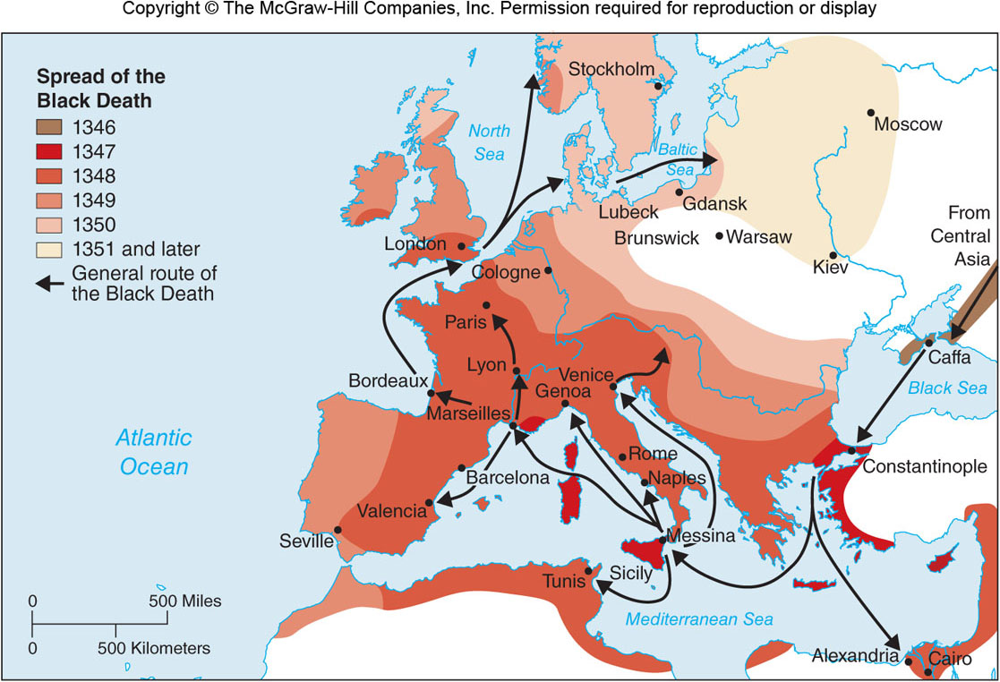 Copyright © The McGraw-Hill Companies, Inc. Permission required for reproduction or display
Spread of the
Black Death
1346
1347
1348
1349
1350
1351 and later
General route of
the Black Death
Stockholm
North
Sea
Moscow
Baltic
Sea
Lubeck
Gdansk
Brunswick
Warsaw
From
Central
Asia
London
Kiev
Cologne
Paris
Caffa
Lyon
Venice
Bordeaux
Genoa
Black Sea
Marseilles
Atlantic
Ocean
Rome
Constantinople
Barcelona
Naples
Valencia
Messina
Seville
Tunis
Sicily
0
500 Miles
0
500 Kilometers
Mediterranean Sea
Alexandria
Cairo